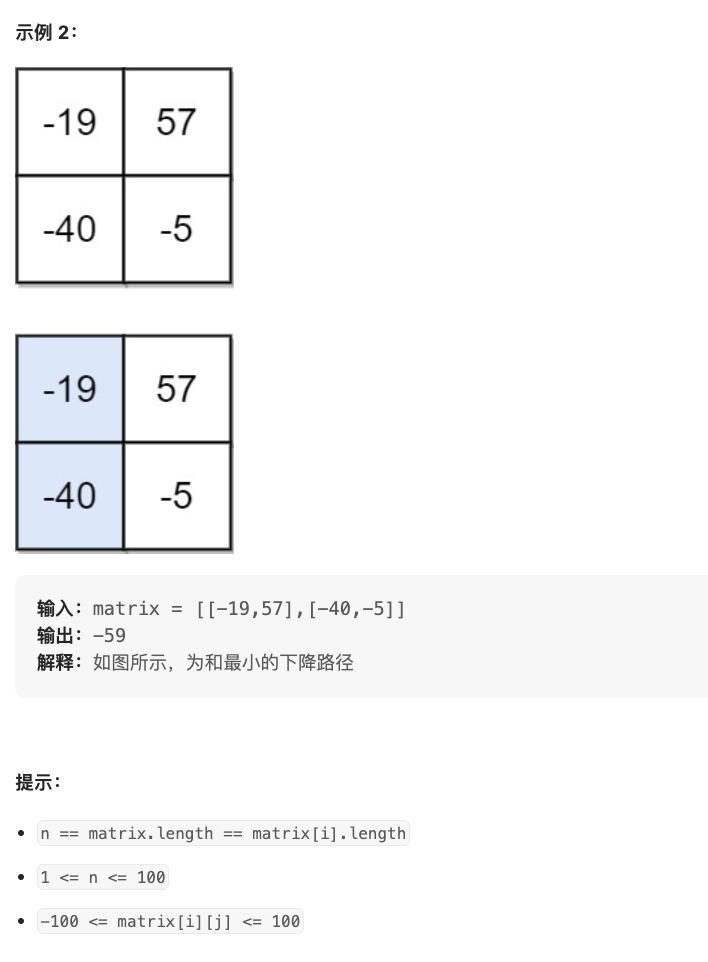 示例 2：
-19 57
-40 -5
-19 57
-40 -5
输入：matrix = [[-19,57],[-40,-5]]
输出：-59
解释：如图所示，为和最小的下降路径
提示：
• n == matrix.length == matrix[i].length
• 1 <= n <= 100
• -100 <= matrix[i][j] <= 100